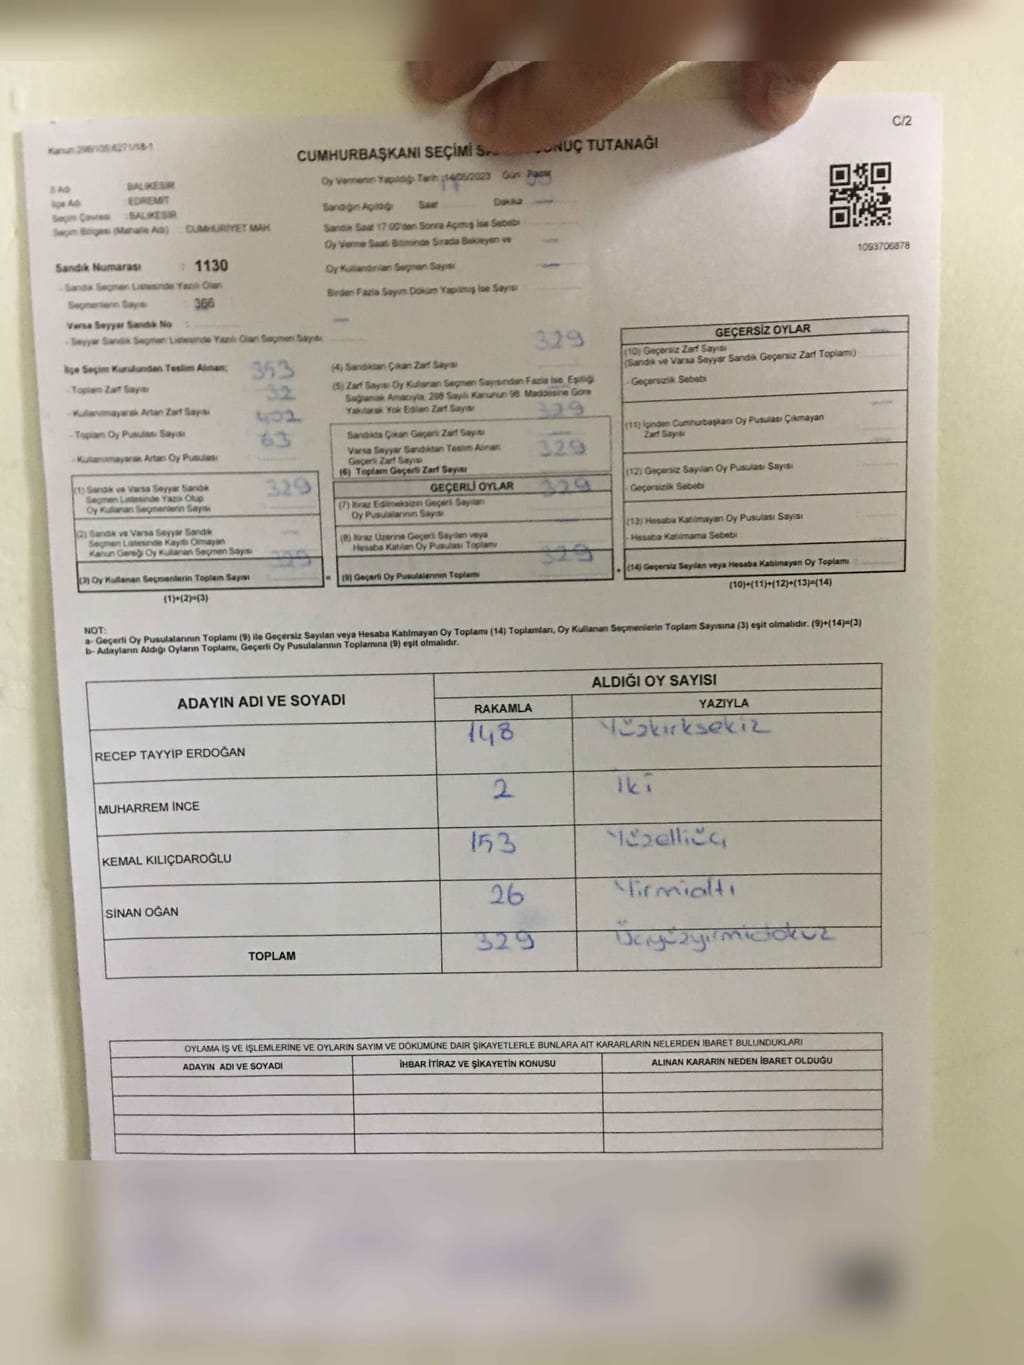 C/2
Kanun:298/105;6271/18-1
CUMHURBAŞKANI SEÇİMİ SONUÇ TUTANAĞI
İl Adı BALIKESİR
İlçe Adı EDREMİT
Seçim Çevresi : BALIKESİR
Seçim Bölgesi (Mahalle Adı) : CUMHURİYET MAH.
Sandık Numarası : 1130
- Sandık Seçmen Listesinde Yazılı Olan
Seçmenlerin Sayısı : 366
Varsa Seyyar Sandık No : —
- Seyyar Sandık Seçmen Listesinde Yazılı Olan Seçmen Sayısı :
Oy Vermenin Yapıldığı Tarih :14/05/2023 Gün : Pazar
Sandığın Açıldığı Saat 17 Dakika
Sandık Saat 17:00'den Sonra Açımış İse Sebebi —
Oy Verme Saati Bitiminde Sırada Bekleyen ve
Oy Kullandırılan Seçmen Sayısı —
Birden Fazla Sayım Döküm Yapılmış İse Sayısı —
1093706878
İlçe Seçim Kurulundan Teslim Alınan;
- Toplam Zarf Sayısı 353
- Kullanılmayarak Artan Zarf Sayısı 32
- Toplam Oy Pusulası Sayısı 402
- Kullanılmayarak Artan Oy Pusulası 63
(1) Sandık ve Varsa Seyyar Sandık
Seçmen Listesinde Yazılı Olup
Oy Kullanan Seçmenlerin Sayısı 329
(2) Sandık ve Varsa Seyyar Sandık
Seçmen Listesinde Kayıtlı Olmayan
Kanun Gereği Oy Kullanan Seçmen Sayısı —
(3) Oy Kullanan Seçmenlerin Toplam Sayısı 329
(1)+(2)=(3)
(4) Sandıktan Çıkan Zarf Sayısı 329
(5) Zarf Sayısı Oy Kullanan Seçmen Sayısından Fazla İse, Eşitliği
Sağlamak Amacıyla, 298 Sayılı Kanunun 98. Maddesine Göre
Yakılarak Yok Edilen Zarf Sayısı —
Sandıkta Çıkan Geçerli Zarf Sayısı 329
Varsa Seyyar Sandıktan Teslim Alınan
Geçerli Zarf Sayısı —
(6) Toplam Geçerli Zarf Sayısı 329
GEÇERLİ OYLAR
(7) İtiraz Edilmeksizin Geçerli Sayılan
Oy Pusulalarının Sayısı 329
(8) İtiraz Üzerine Geçerli Sayılan veya
Hesaba Katılan Oy Pusulası Toplamı —
= (9) Geçerli Oy Pusulalarının Toplamı 329
GEÇERSİZ OYLAR
(10) Geçersiz Zarf Sayısı —
(Sandık ve Varsa Seyyar Sandık Geçersiz Zarf Toplamı)
- Geçersizlik Sebebi
(11) İçinden Cumhurbaşkanı Oy Pusulası Çıkmayan
Zarf Sayısı —
(12) Geçersiz Sayılan Oy Pusulası Sayısı —
- Geçersizlik Sebebi
(13) Hesaba Katılmayan Oy Pusulası Sayısı
- Hesaba Katılmama Sebebi
+ (14) Geçersiz Sayılan veya Hesaba Katılmayan Oy Toplamı —
(10)+(11)+(12)+(13)=(14)
NOT:
a- Geçerli Oy Pusulalarının Toplamı (9) ile Geçersiz Sayılan veya Hesaba Katılmayan Oy Toplamı (14) Toplamları, Oy Kullanan Seçmenlerin Toplam Sayısına (3) eşit olmalıdır. (9)+(14)=(3)
b- Adayların Aldığı Oyların Toplamı, Geçerli Oy Pusulalarının Toplamına (9) eşit olmalıdır.
ADAYIN ADI VE SOYADI ALDIĞI OY SAYISI
RAKAMLA YAZIYLA
RECEP TAYYİP ERDOĞAN 148 Yüzkırksekiz
MUHARREM İNCE 2 İki
KEMAL KILIÇDAROĞLU 153 Yüzelliüç
SİNAN OĞAN 26 Yirmialtı
TOPLAM 329 Üçyüzyirmidokuz
OYLAMA İŞ VE İŞLEMLERİNE VE OYLARIN SAYIM VE DÖKÜMÜNE DAİR ŞİKAYETLERLE BUNLARA AİT KARARLARIN NELERDEN İBARET BULUNDUKLARI
ADAYIN ADI VE SOYADI İHBAR İTİRAZ VE ŞİKAYETİN KONUSU ALINAN KARARIN NEDEN İBARET OLDUĞU